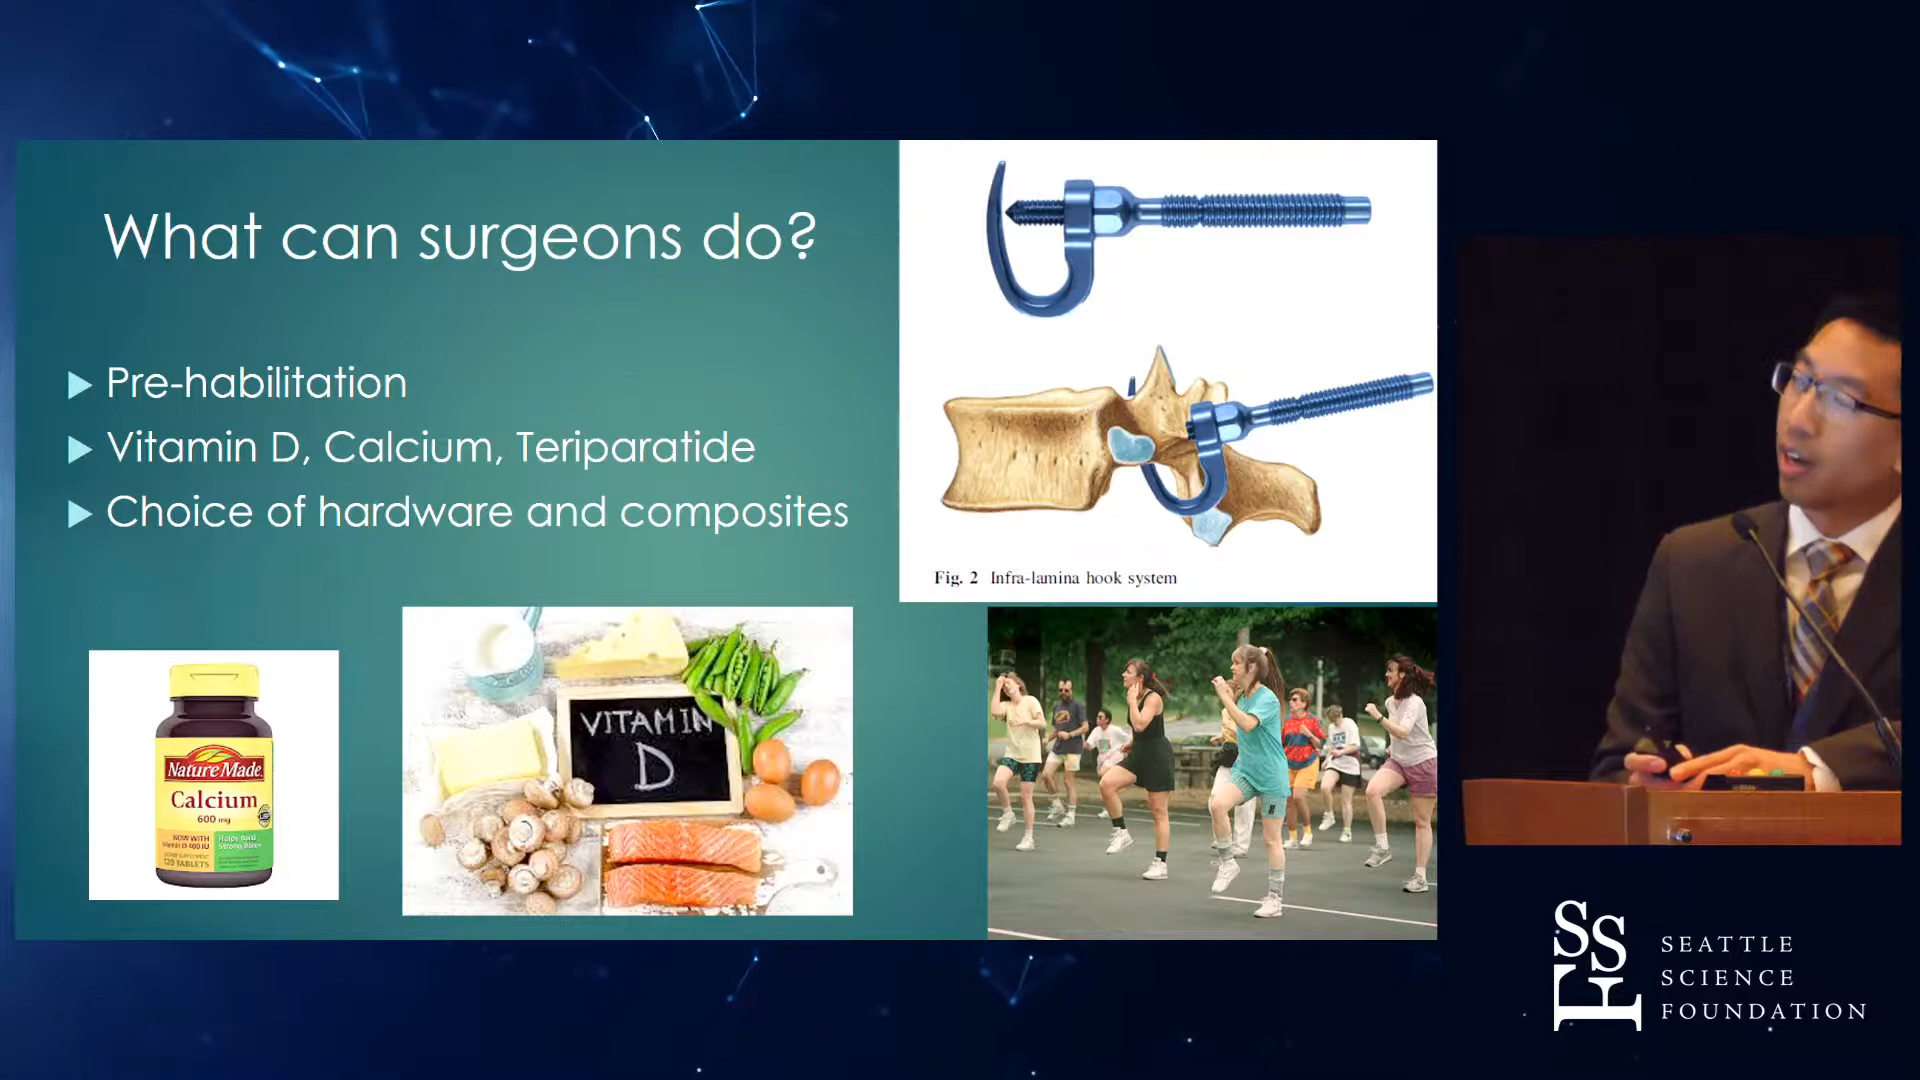 What can surgeons do?
Pre-habilitation
Vitamin D, Calcium, Teriparatide
Choice of hardware and composites
Fig. 2 Infra-lamina hook system
Nature Made
Calcium
600 mg
NOW WITH
Vitamin D 400 IU
Helps Build
Strong Bones
120 TABLETS
VITAMIN
D
SSF
SEATTLE
SCIENCE
FOUNDATION